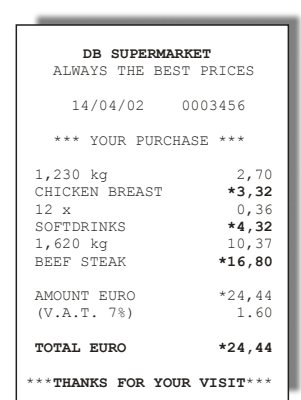 DB SUPERMARKET
ALWAYS THE BEST PRICES
14/04/02 0003456
*** YOUR PURCHASE ***
1,230 kg 2,70
CHICKEN BREAST *3,32
12 x 0,36
SOFTDRINKS *4,32
1,620 kg 10,37
BEEF STEAK *16,80
AMOUNT EURO *24,44
(V.A.T. 7%) 1.60
TOTAL EURO *24,44
***THANKS FOR YOUR VISIT***